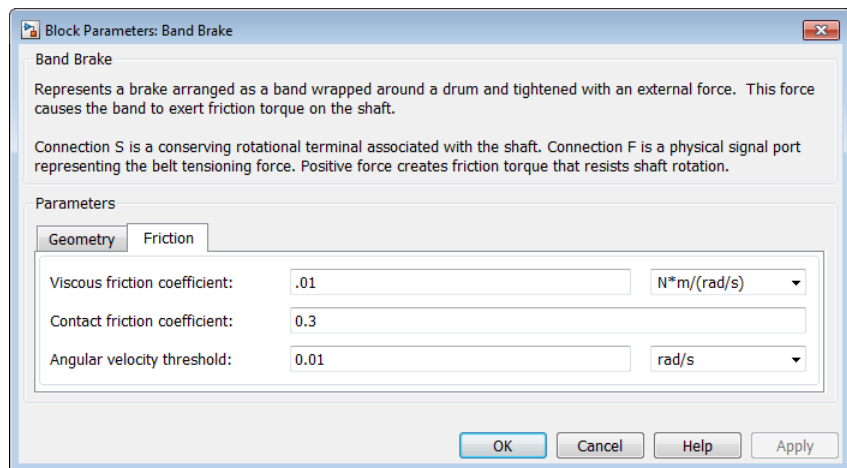 Block Parameters: Band Brake
Band Brake
Represents a brake arranged as a band wrapped around a drum and tightened with an external force.  This force
causes the band to exert friction torque on the shaft.
Connection S is a conserving rotational terminal associated with the shaft. Connection F is a physical signal port
representing the belt tensioning force. Positive force creates friction torque that resists shaft rotation.
Parameters
Geometry Friction
Viscous friction coefficient: .01 N*m/(rad/s)
Contact friction coefficient: 0.3
Angular velocity threshold: 0.01 rad/s
OK Cancel Help Apply